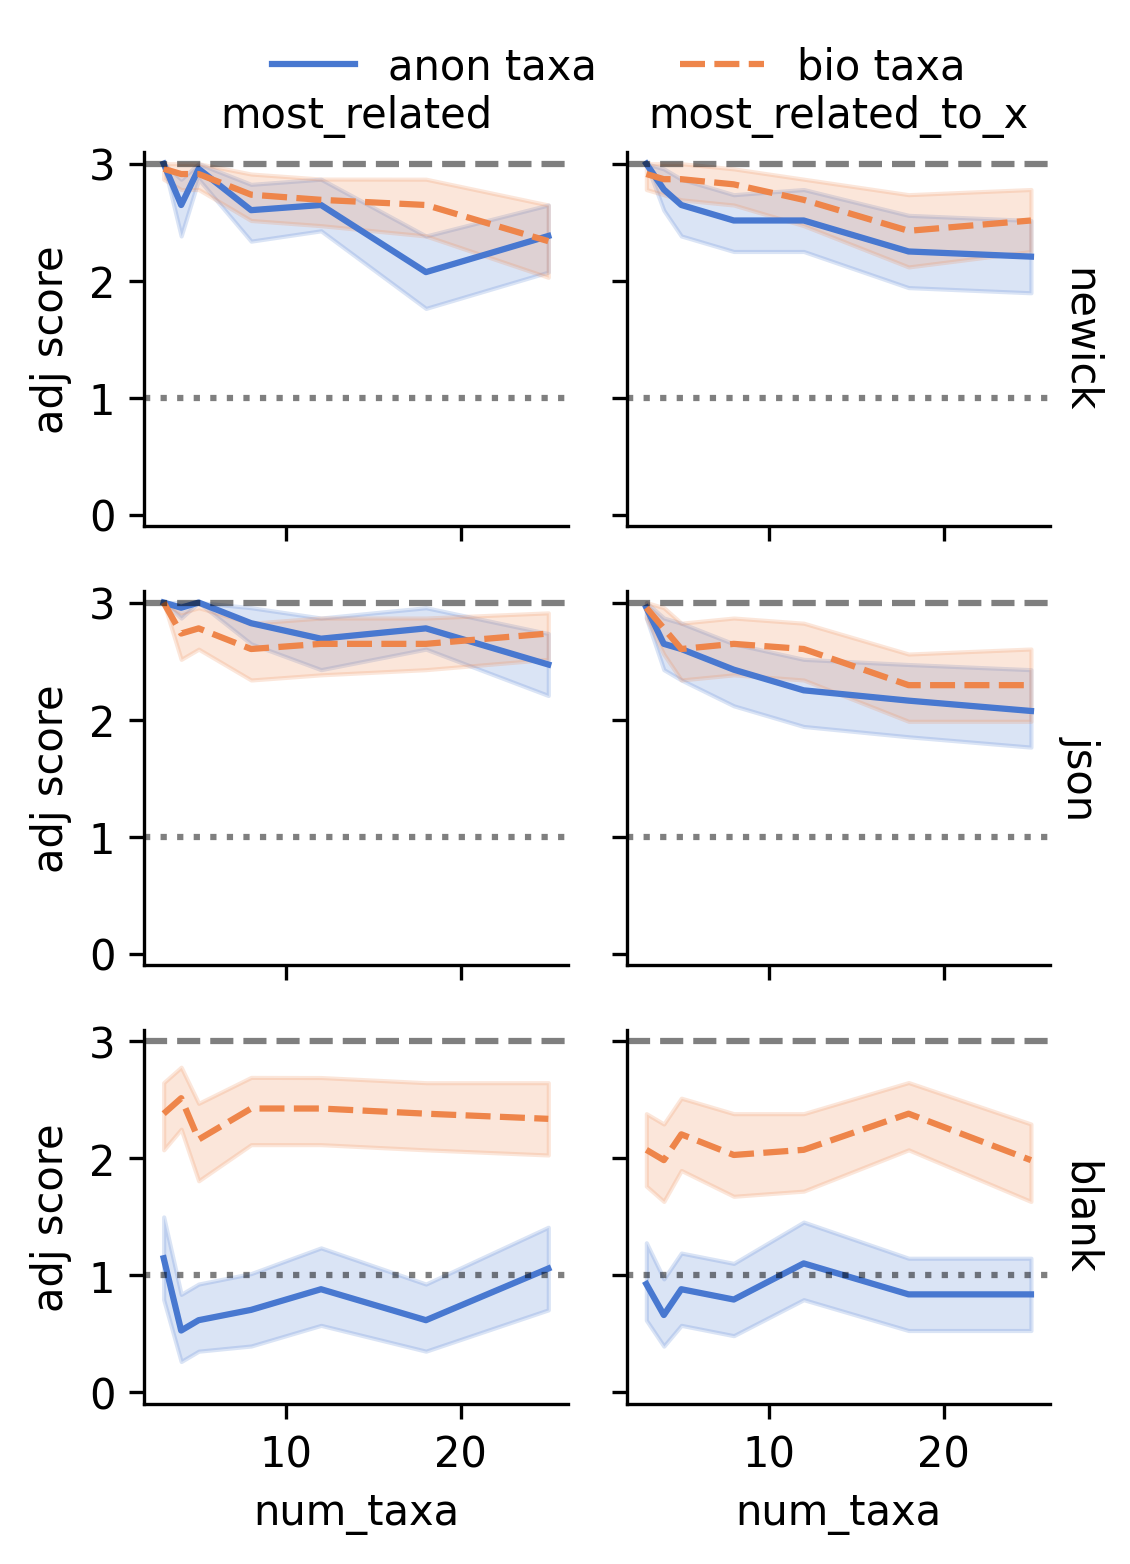 anon taxa bio taxa
most_related most_related_to_x
3
2
1
0
adj score
newick
3
2
1
0
adj score
json
3
2
1
0
adj score
blank
10 20 10 20
num_taxa num_taxa